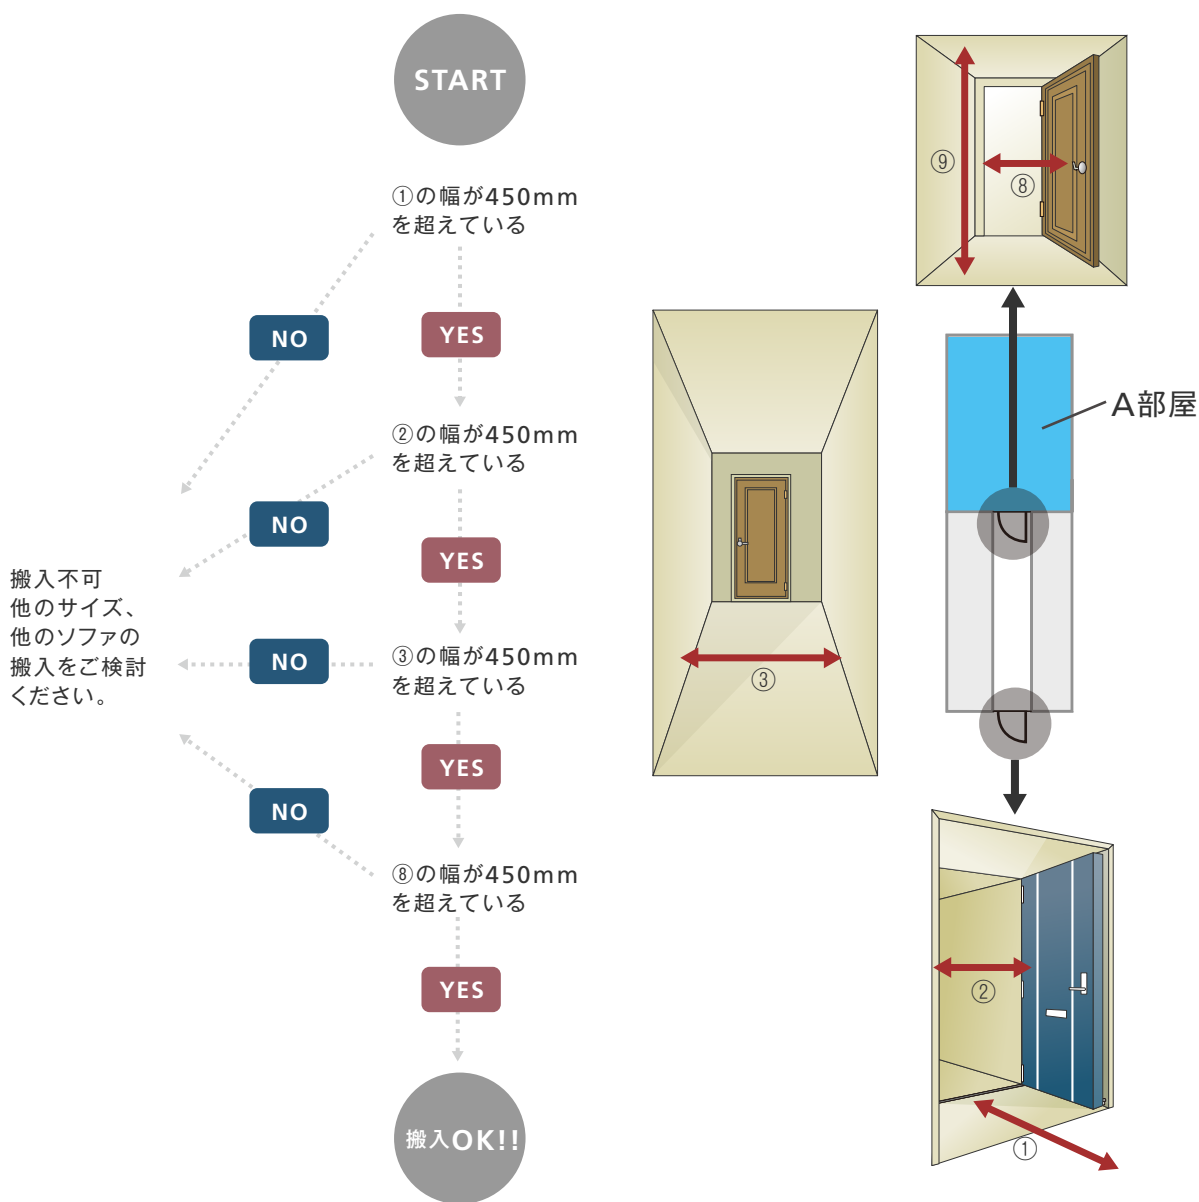 START
①の幅が450mm
を超えている
NO
YES
②の幅が450mm
を超えている
NO
YES
搬入不可
他のサイズ、
他のソファの
搬入をご検討
ください。
③の幅が450mm
を超えている
NO
YES
⑧の幅が450mm
を超えている
NO
YES
搬入OK!!
③
⑨
⑧
A部屋
②
①